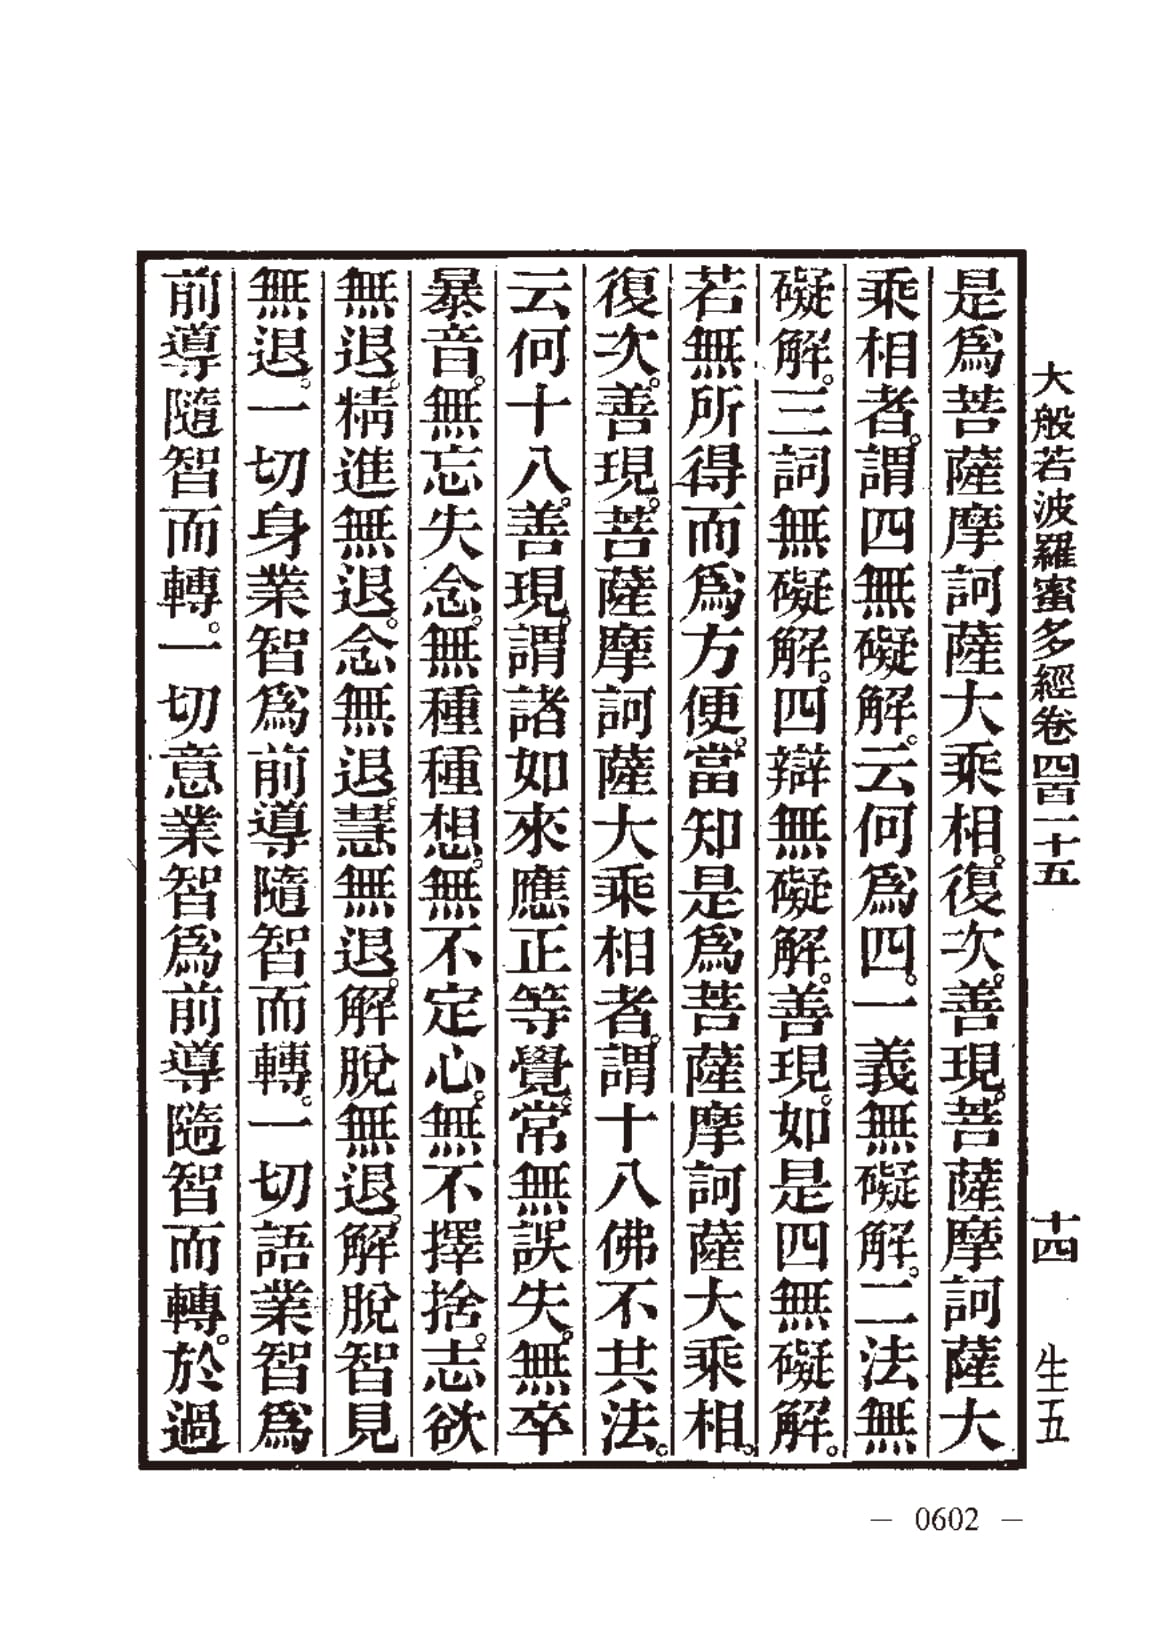 大般若波羅蜜多經卷四百一十五　十四　生五
是爲菩薩摩訶薩大乘相。復次。善現。菩薩摩訶薩大
乘相者。謂四無礙解。云何爲四。一義無礙解。二法無
礙解。三詞無礙解。四辯無礙解。善現。如是四無礙解。
若無所得而爲方便。當知是爲菩薩摩訶薩大乘相。
復次。善現。菩薩摩訶薩大乘相者。謂十八佛不共法。
云何十八。善現。謂諸如來應正等覺。常無誤失。無卒
暴音。無忘失念。無種種想。無不定心。無不擇捨。志欲
無退。精進無退。念無退。慧無退。解脫無退。解脫智見
無退。一切身業智爲前導隨智而轉。一切語業智爲
前導隨智而轉。一切意業智爲前導隨智而轉。於過
— 0602 —